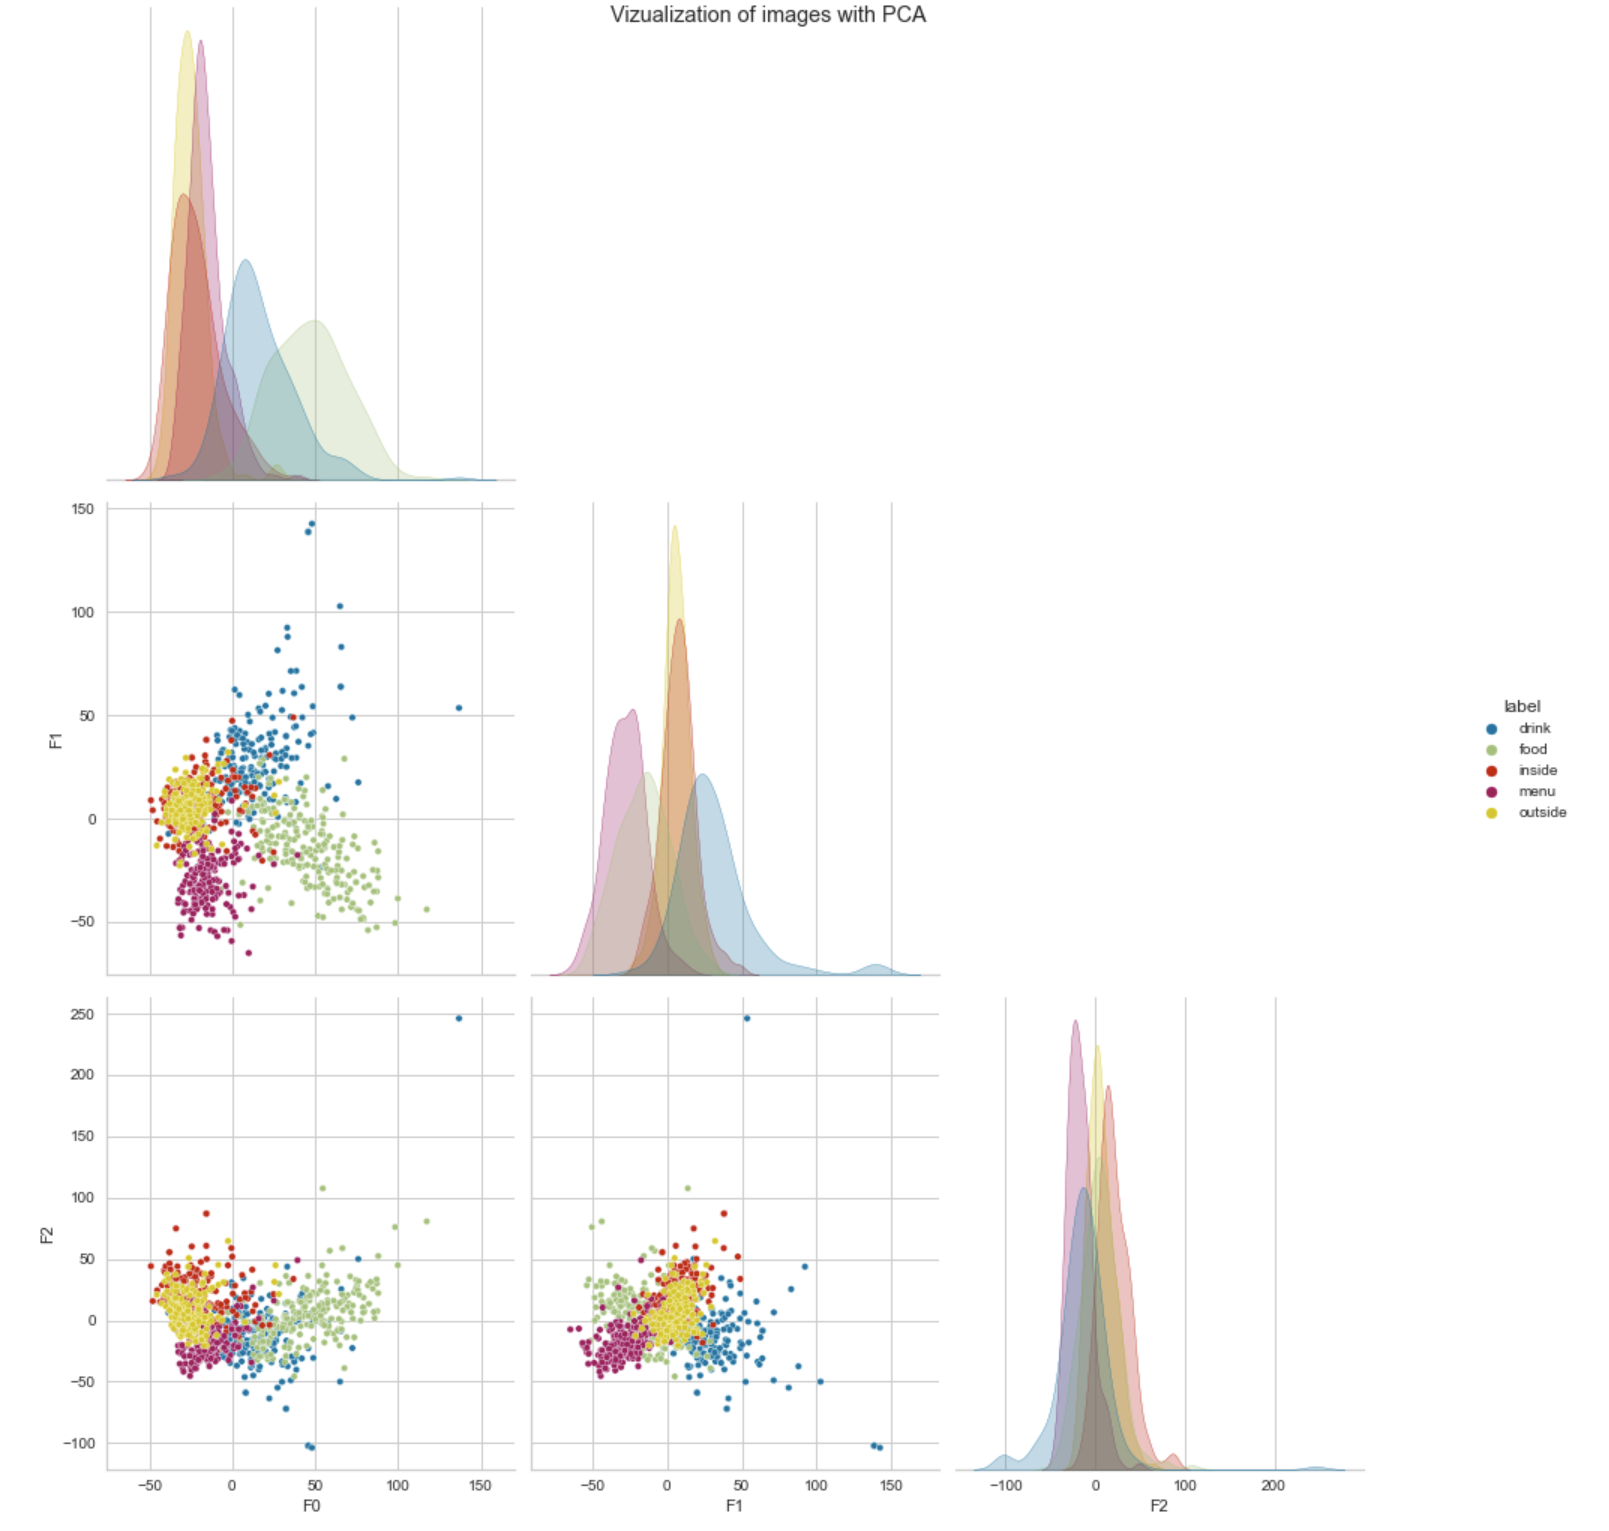 Vizualization of images with PCA
150
100
50
0
−50
F1
label
drink
food
inside
menu
outside
250
200
150
100
50
0
−50
−100
F2
−50 0 50 100 150
F0
−50 0 50 100 150
F1
−100 0 100 200
F2